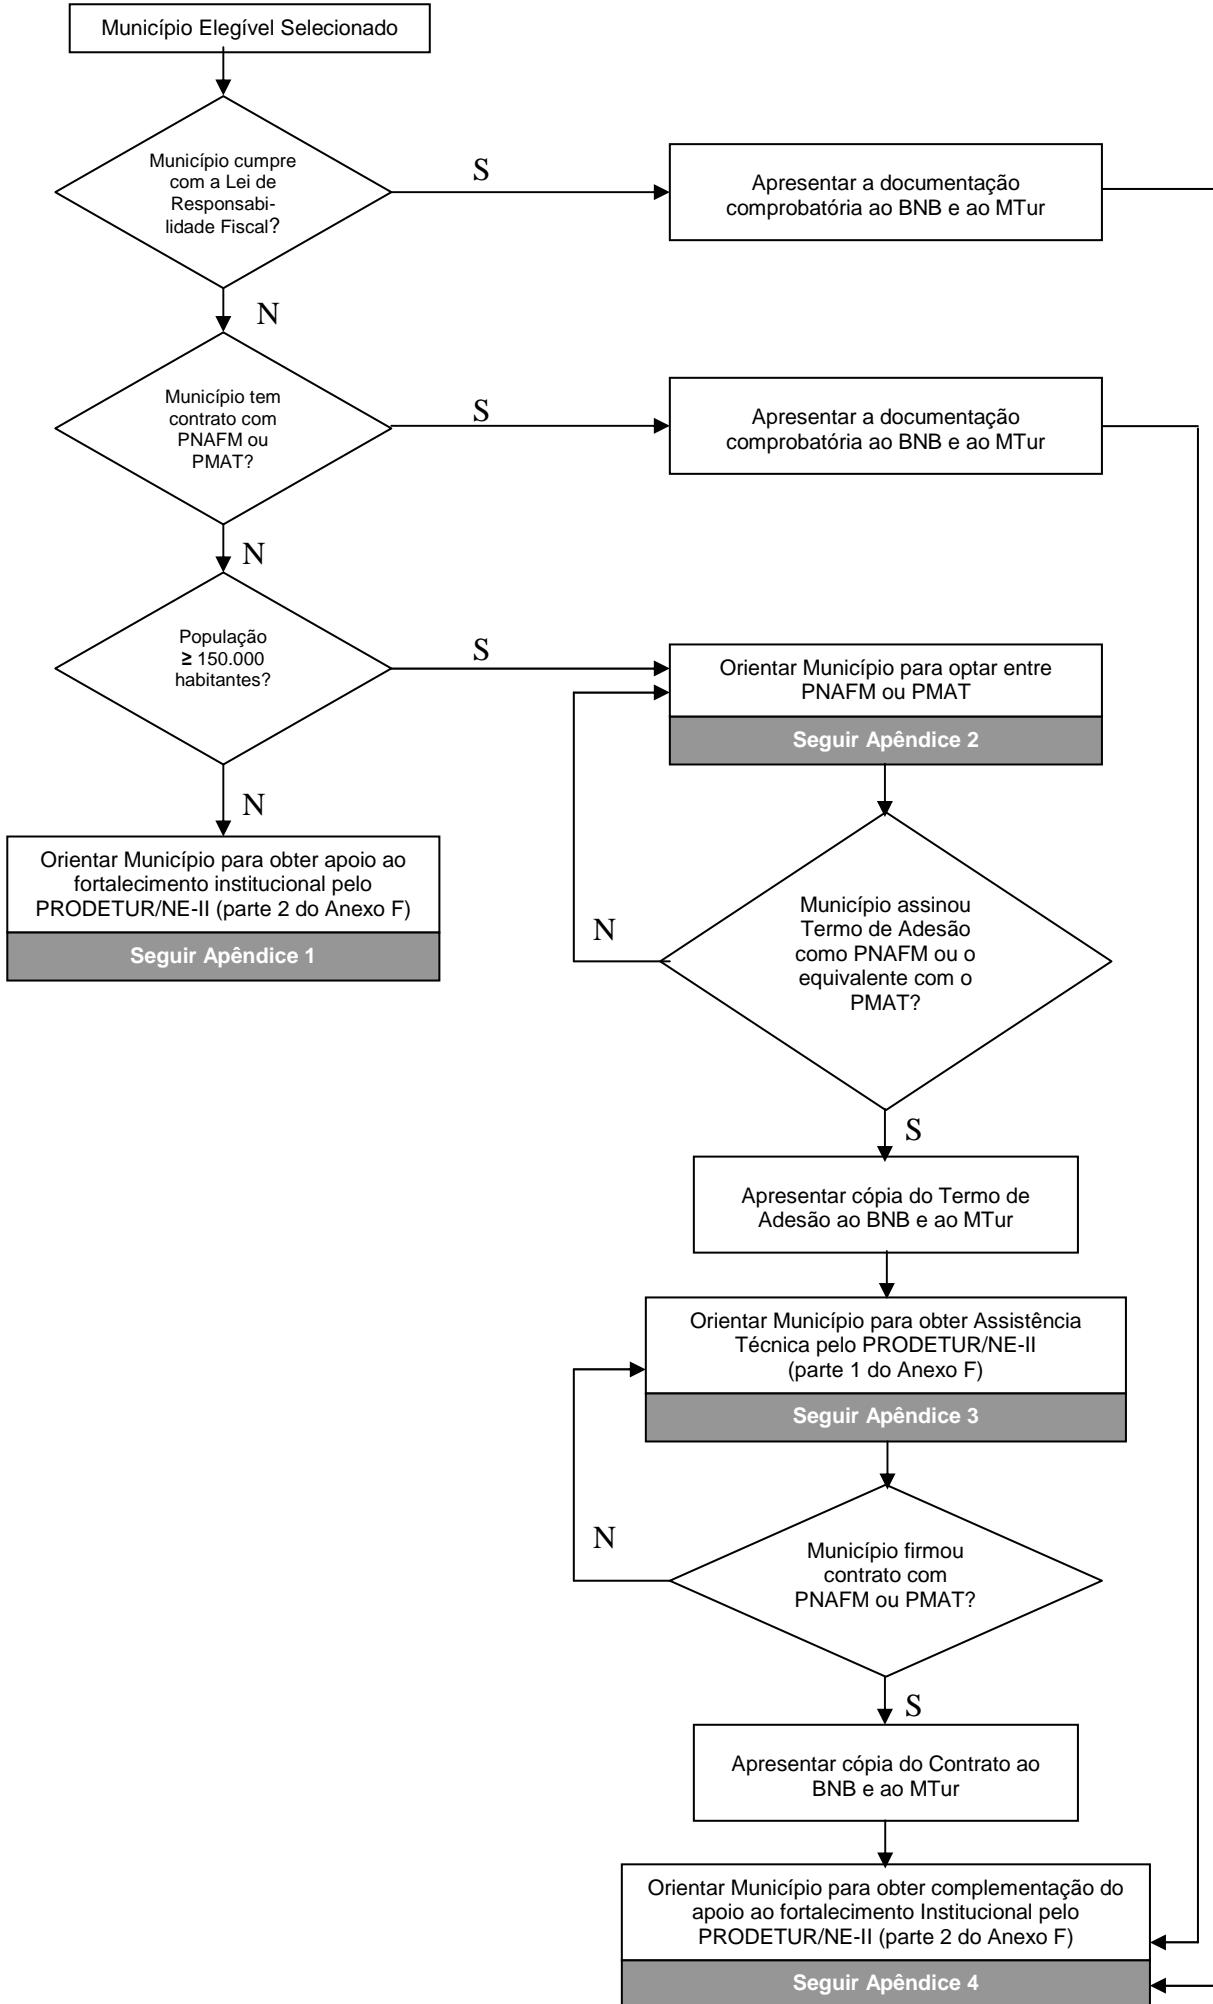 Município Elegível Selecionado
Município cumpre
com a Lei de
Responsabi-
lidade Fiscal?
S
Apresentar a documentação
comprobatória ao BNB e ao MTur
N
Município tem
contrato com
PNAFM ou
PMAT?
S
Apresentar a documentação
comprobatória ao BNB e ao MTur
N
População
≥ 150.000
habitantes?
S
Orientar Município para optar entre
PNAFM ou PMAT
Seguir Apêndice 2
N
Orientar Município para obter apoio ao
fortalecimento institucional pelo
PRODETUR/NE-II (parte 2 do Anexo F)
Seguir Apêndice 1
Município assinou
Termo de Adesão
como PNAFM ou o
equivalente com o
PMAT?
N
S
Apresentar cópia do Termo de
Adesão ao BNB e ao MTur
Orientar Município para obter Assistência
Técnica pelo PRODETUR/NE-II
(parte 1 do Anexo F)
Seguir Apêndice 3
N
Município firmou
contrato com
PNAFM ou PMAT?
S
Apresentar cópia do Contrato ao
BNB e ao MTur
Orientar Município para obter complementação do
apoio ao fortalecimento Institucional pelo
PRODETUR/NE-II (parte 2 do Anexo F)
Seguir Apêndice 4